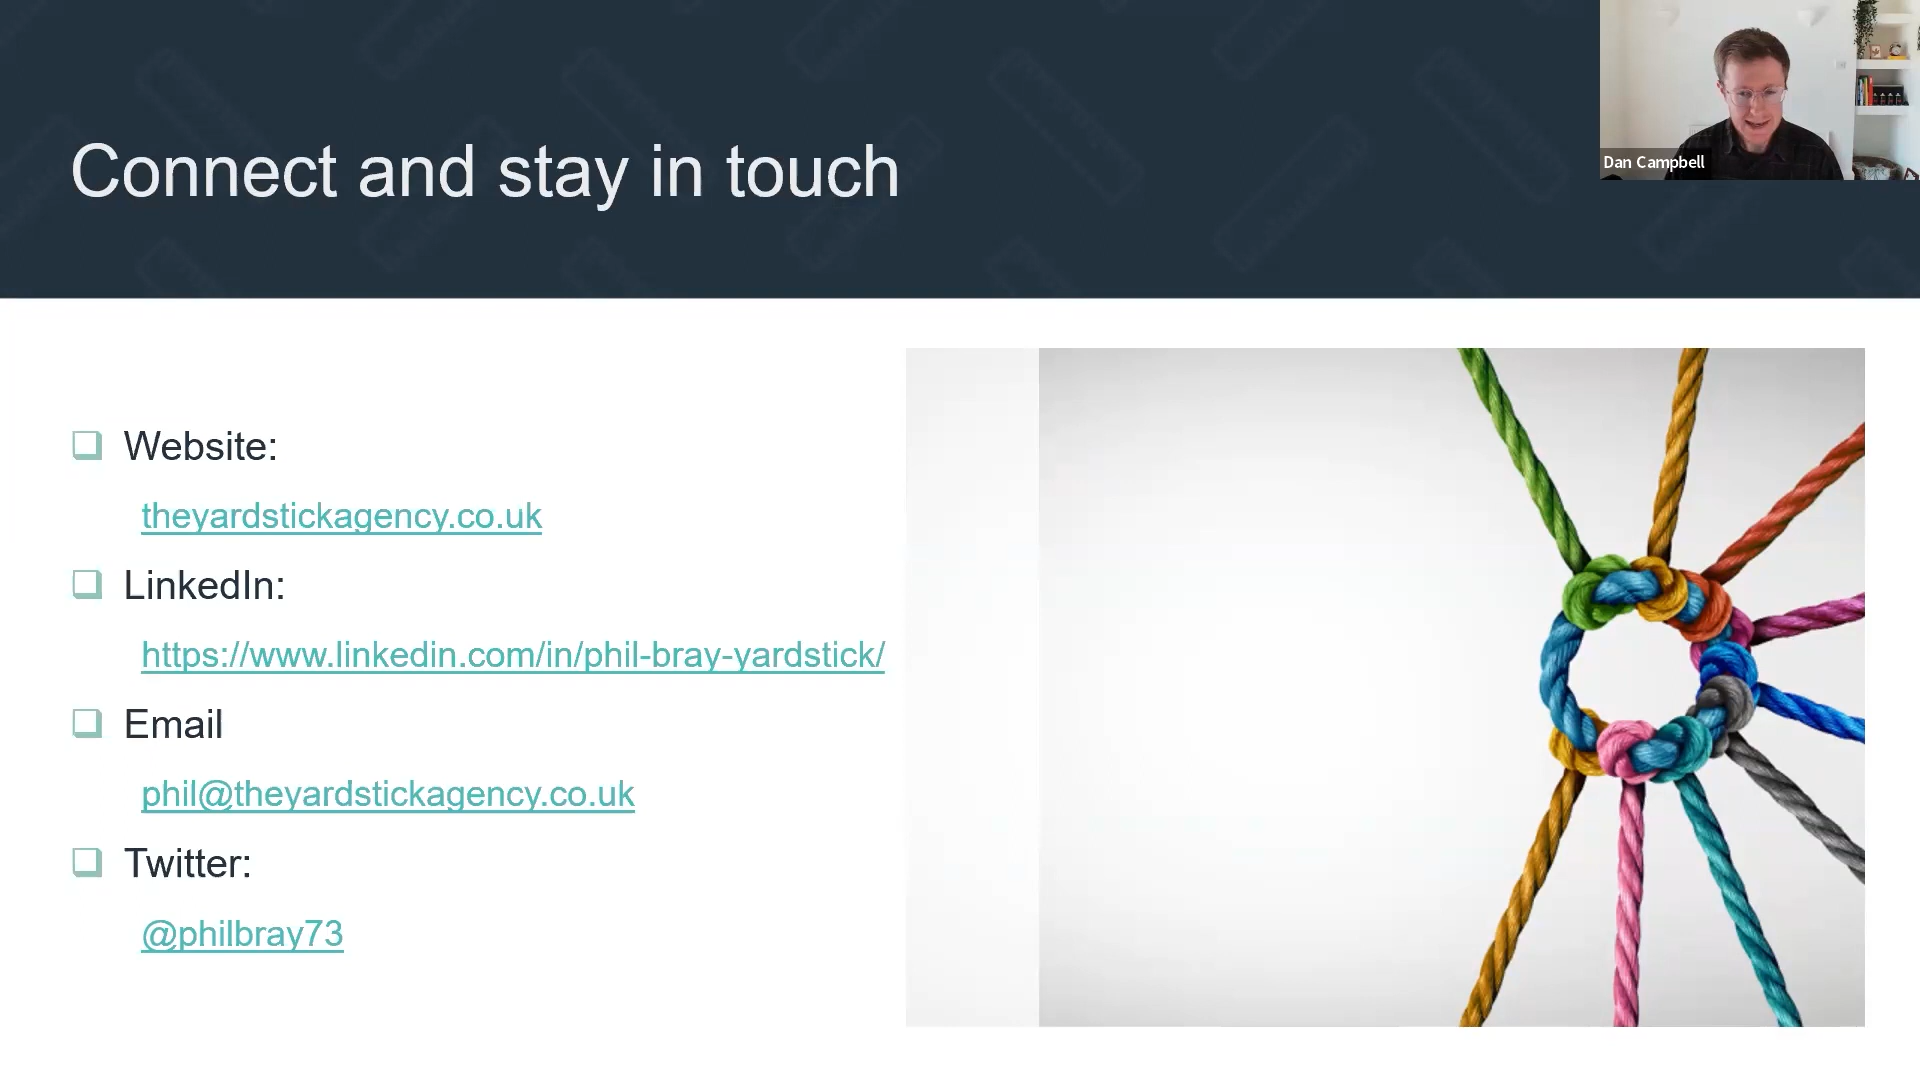 Connect and stay in touch
Dan Campbell
Website:
theyardstickagency.co.uk
LinkedIn:
https://www.linkedin.com/in/phil-bray-yardstick/
Email
phil@theyardstickagency.co.uk
Twitter:
@philbray73